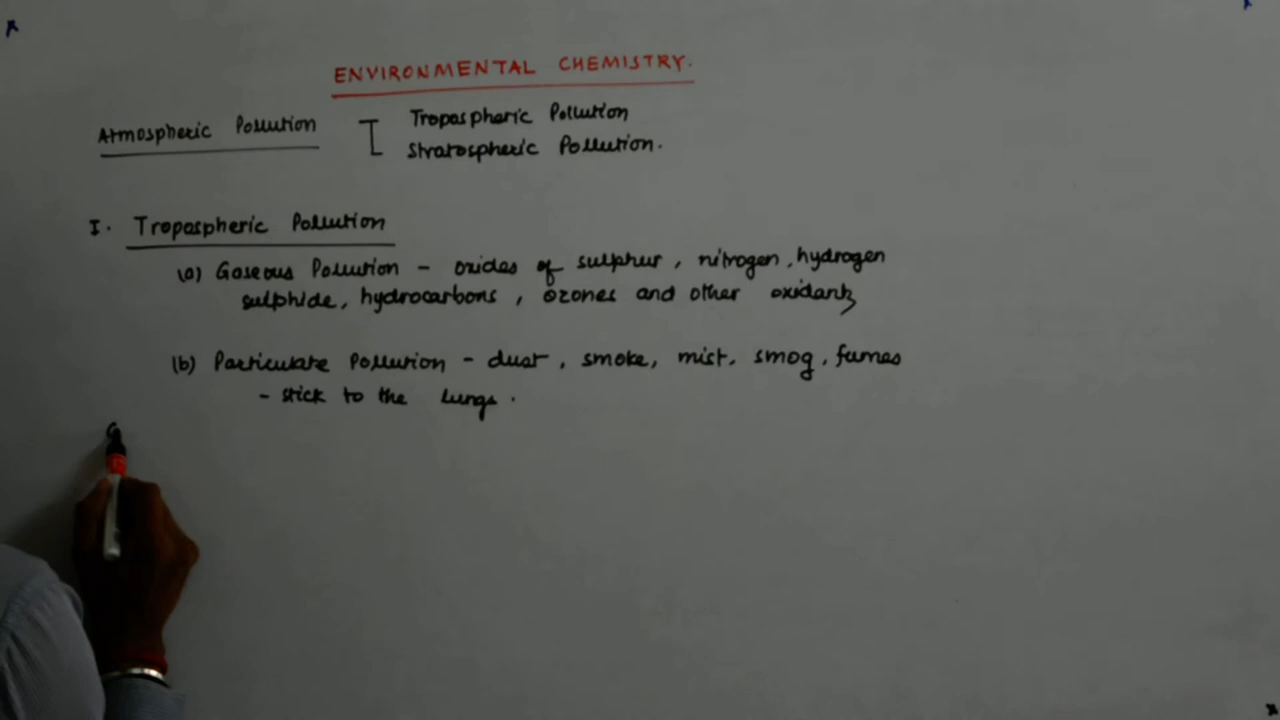 ENVIRONMENTAL CHEMISTRY.
Atmospheric Pollution
Tropospheric Pollution
Stratospheric Pollution.
I. Tropospheric Pollution
(a) Gaseous Pollution - oxides of sulphur, nitrogen, hydrogen
sulphide, hydrocarbons, ozones and other oxidants
(b) Particulate Pollution - dust, smoke, mist, smog, fumes
- stick to the lungs.